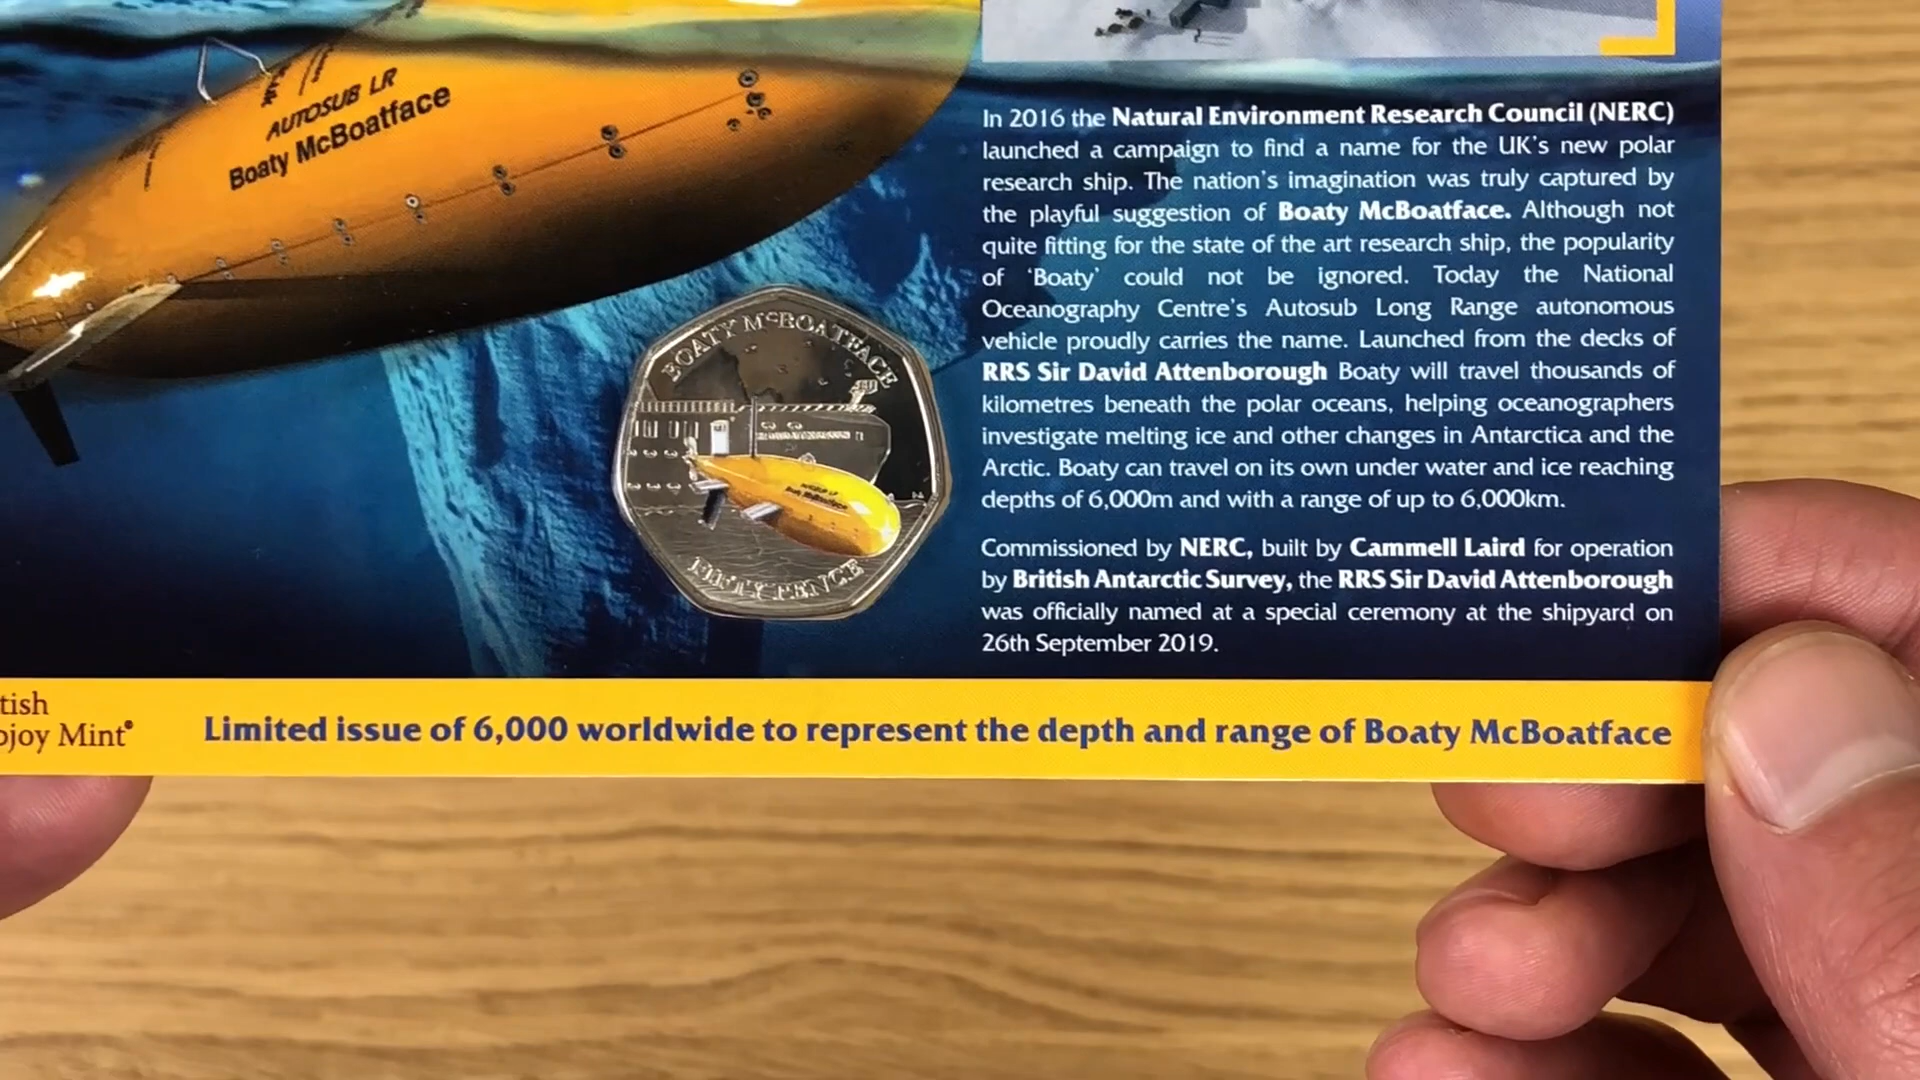 AUTOSUB LR
Boaty McBoatface
In 2016 the Natural Environment Research Council (NERC)
launched a campaign to find a name for the UK's new polar
research ship. The nation's imagination was truly captured by
the playful suggestion of Boaty McBoatface. Although not
quite fitting for the state of the art research ship, the popularity
of ‘Boaty’ could not be ignored. Today the National
Oceanography Centre's Autosub Long Range autonomous
vehicle proudly carries the name. Launched from the decks of
RRS Sir David Attenborough Boaty will travel thousands of
kilometres beneath the polar oceans, helping oceanographers
investigate melting ice and other changes in Antarctica and the
Arctic. Boaty can travel on its own under water and ice reaching
depths of 6,000m and with a range of up to 6,000km.
Commissioned by NERC, built by Cammell Laird for operation
by British Antarctic Survey, the RRS Sir David Attenborough
was officially named at a special ceremony at the shipyard on
26th September 2019.
BOATY McBOATFACE
AUTOSUB LR
Boaty McBoatface
FIFTY PENCE
tish
objoy Mint
Limited issue of 6,000 worldwide to represent the depth and range of Boaty McBoatface